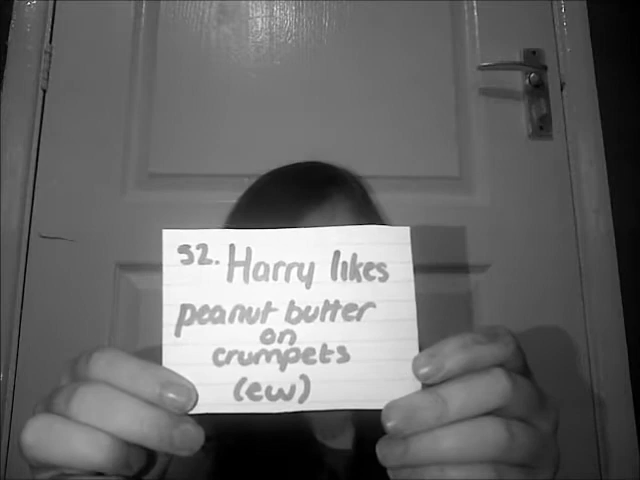 52. Harry likes
peanut butter
on
crumpets
(ew)